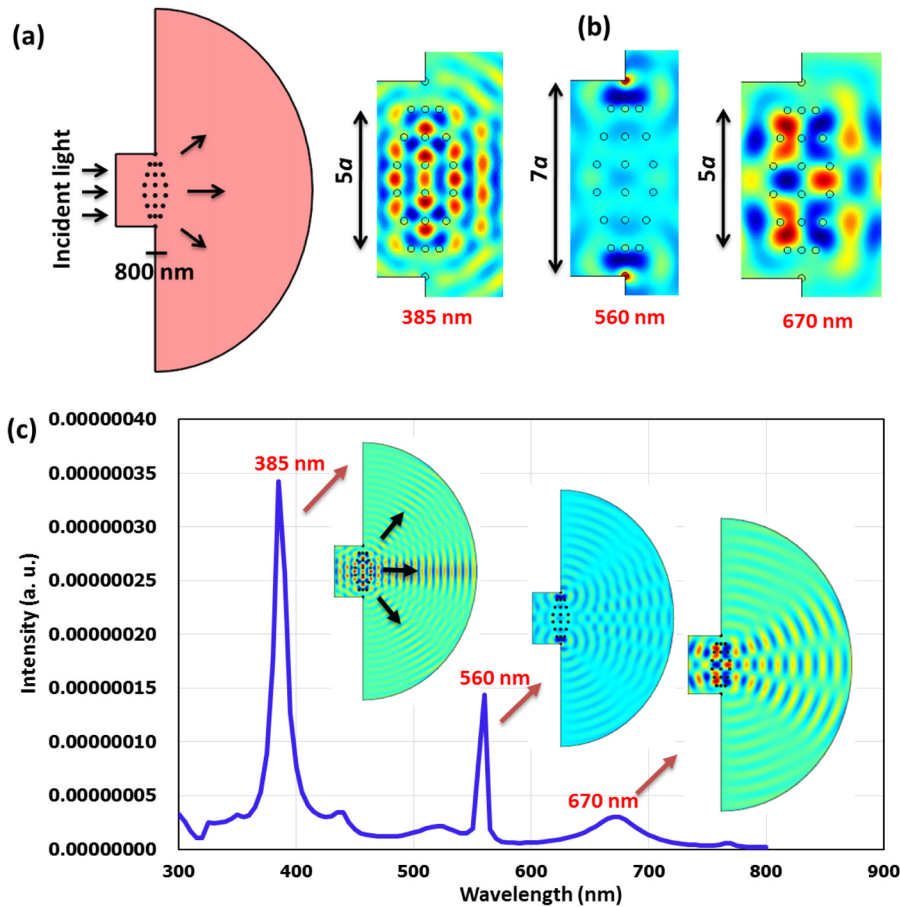 (a)
Incident light
800 nm
(b)
5a
385 nm
7a
560 nm
5a
670 nm
(c)
Intensity (a. u.)
0.00000040
0.00000035
0.00000030
0.00000025
0.00000020
0.00000015
0.00000010
0.00000005
0.00000000
385 nm
560 nm
670 nm
300 400 500 600 700 800 900
Wavelength (nm)